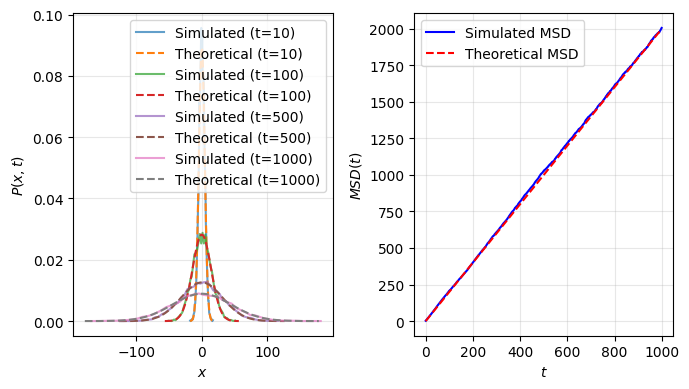 0.10
0.08
0.06
0.04
0.02
0.00
P(x, t)
Simulated (t=10)
Theoretical (t=10)
Simulated (t=100)
Theoretical (t=100)
Simulated (t=500)
Theoretical (t=500)
Simulated (t=1000)
Theoretical (t=1000)
−100 0 100
x
2000
1750
1500
1250
1000
750
500
250
0
MSD(t)
Simulated MSD
Theoretical MSD
0 200 400 600 800 1000
t